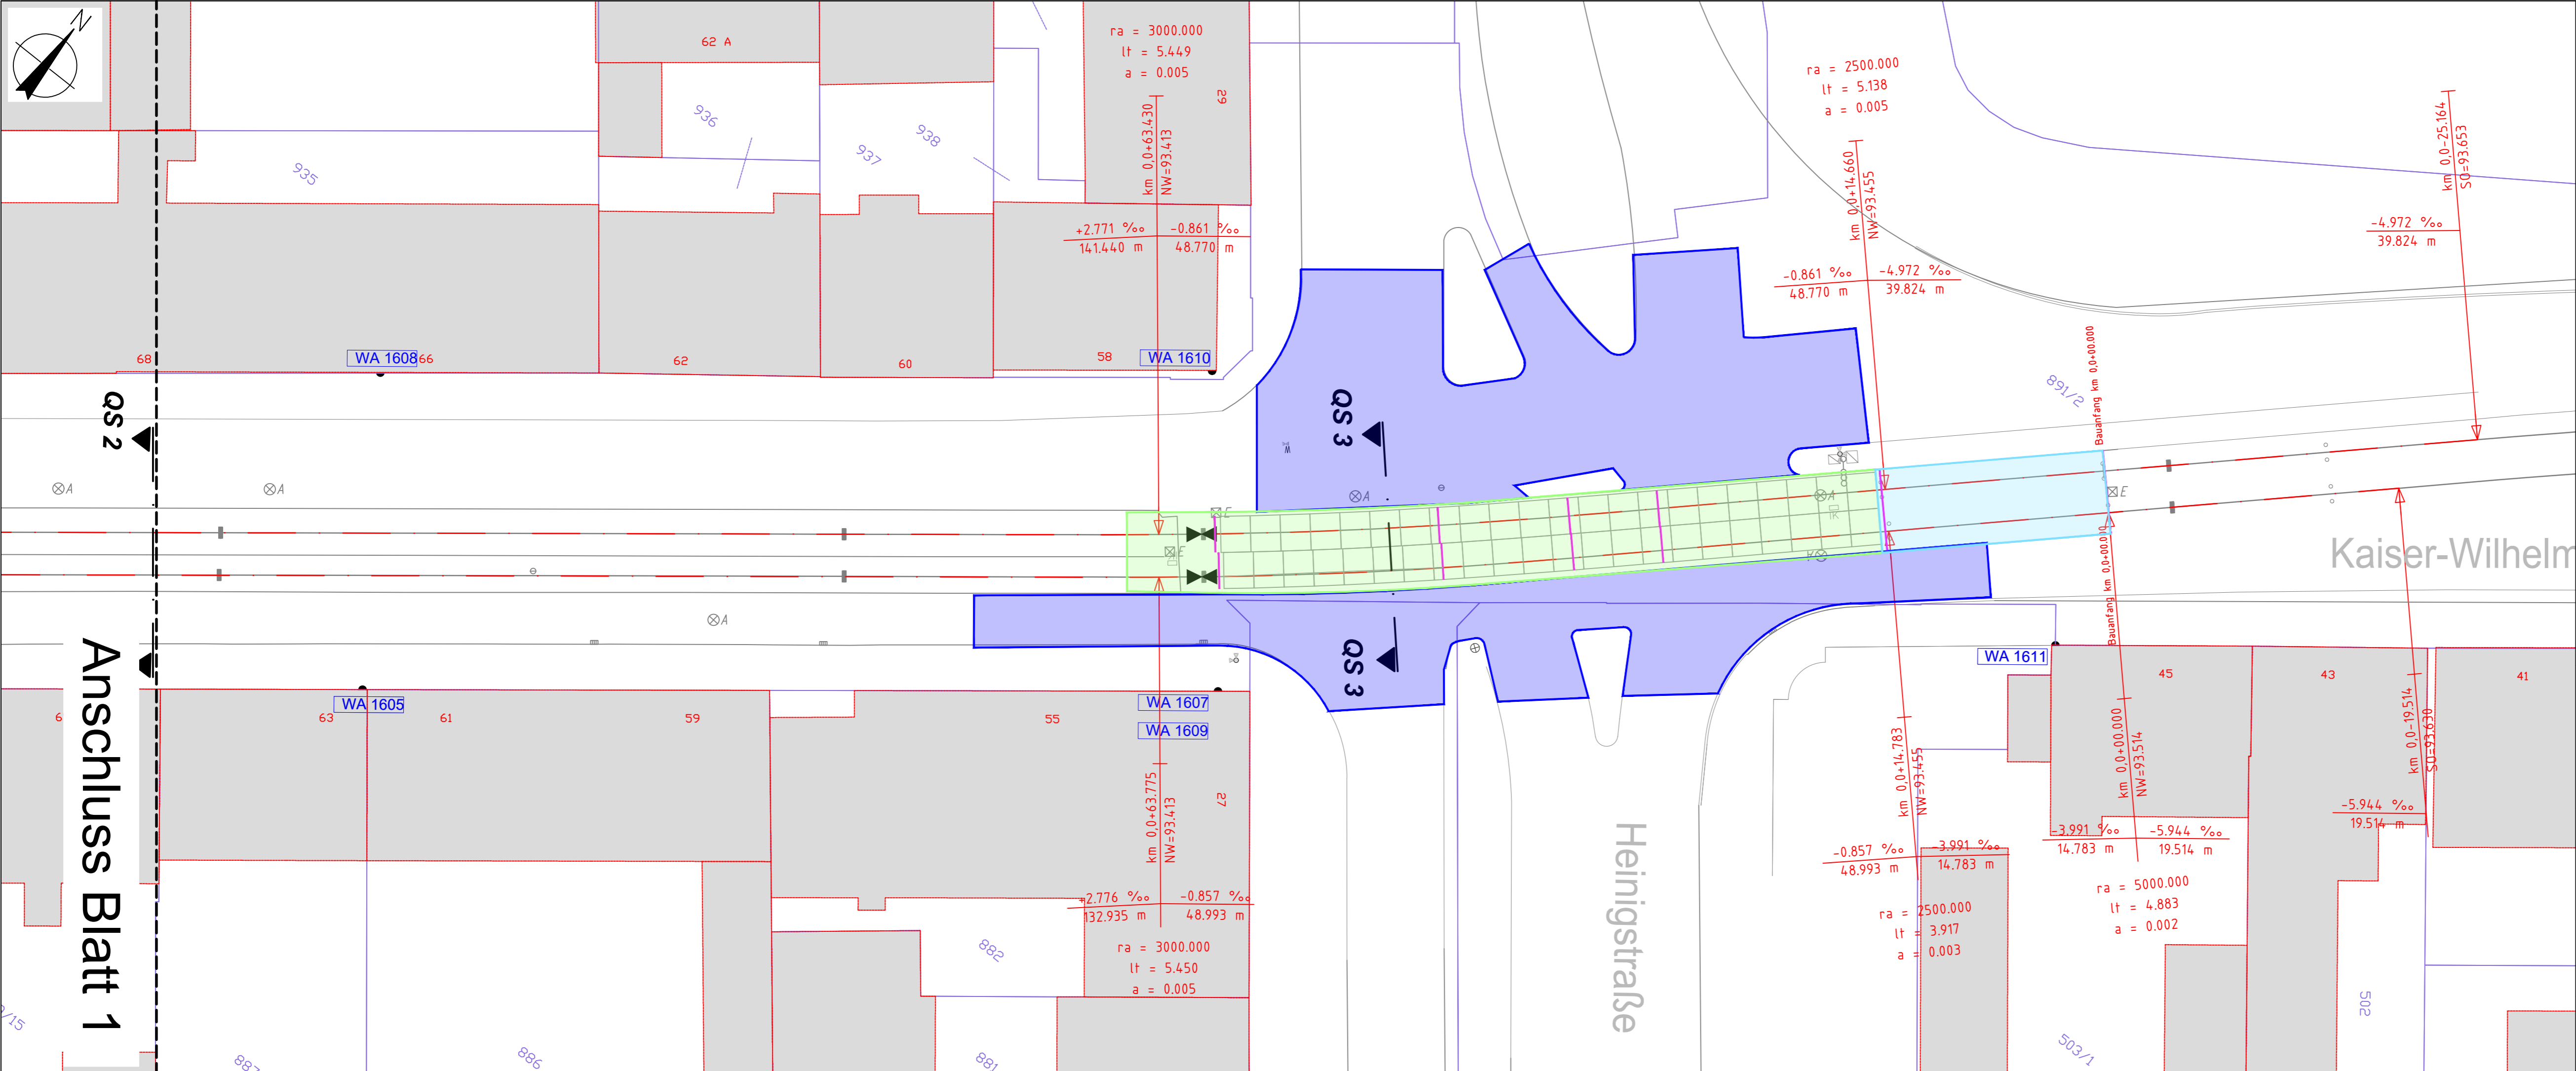 N
62 A
936
937
938
935
29
ra = 3000.000
lt = 5.449
a = 0.005
km 0,0+63.430
NW=93.413
+2.771 ‰ -0.861 ‰
141.440 m 48.770 m
ra = 2500.000
lt = 5.138
a = 0.005
km 0,0+14.660
NW=93.455
-0.861 ‰ -4.972 ‰
48.770 m 39.824 m
km 0,0-25.164
SO=93.653
-4.972 ‰
39.824 m
68
WA 1608
66
62
60
58
WA 1610
QS 2
QS 3
891/2
Bauanfang km 0,0+00.000
A
A
A
A
E
E
E
A
Kaiser-Wilhelm
Bauanfang km 0,0+00.000
QS 3
WA 1611
45
43
41
Anschluss Blatt 1
63
WA 1605
61
59
55
WA 1607
WA 1609
27
km 0,0+63.775
NW=93.413
+2.776 ‰ -0.857 ‰
132.935 m 48.993 m
ra = 3000.000
lt = 5.450
a = 0.005
Heinigstraße
km 0,0+14.783
NW=93.455
-0.857 ‰ -3.991 ‰
48.993 m 14.783 m
ra = 2500.000
lt = 3.917
a = 0.003
km 0,0+00.000
NW=93.514
-3.991 ‰ -5.944 ‰
14.783 m 19.514 m
ra = 5000.000
lt = 4.883
a = 0.002
km 0,0-19.514
SO=93.630
-5.944 ‰
19.514 m
882
881
886
887
/15
502
503/1